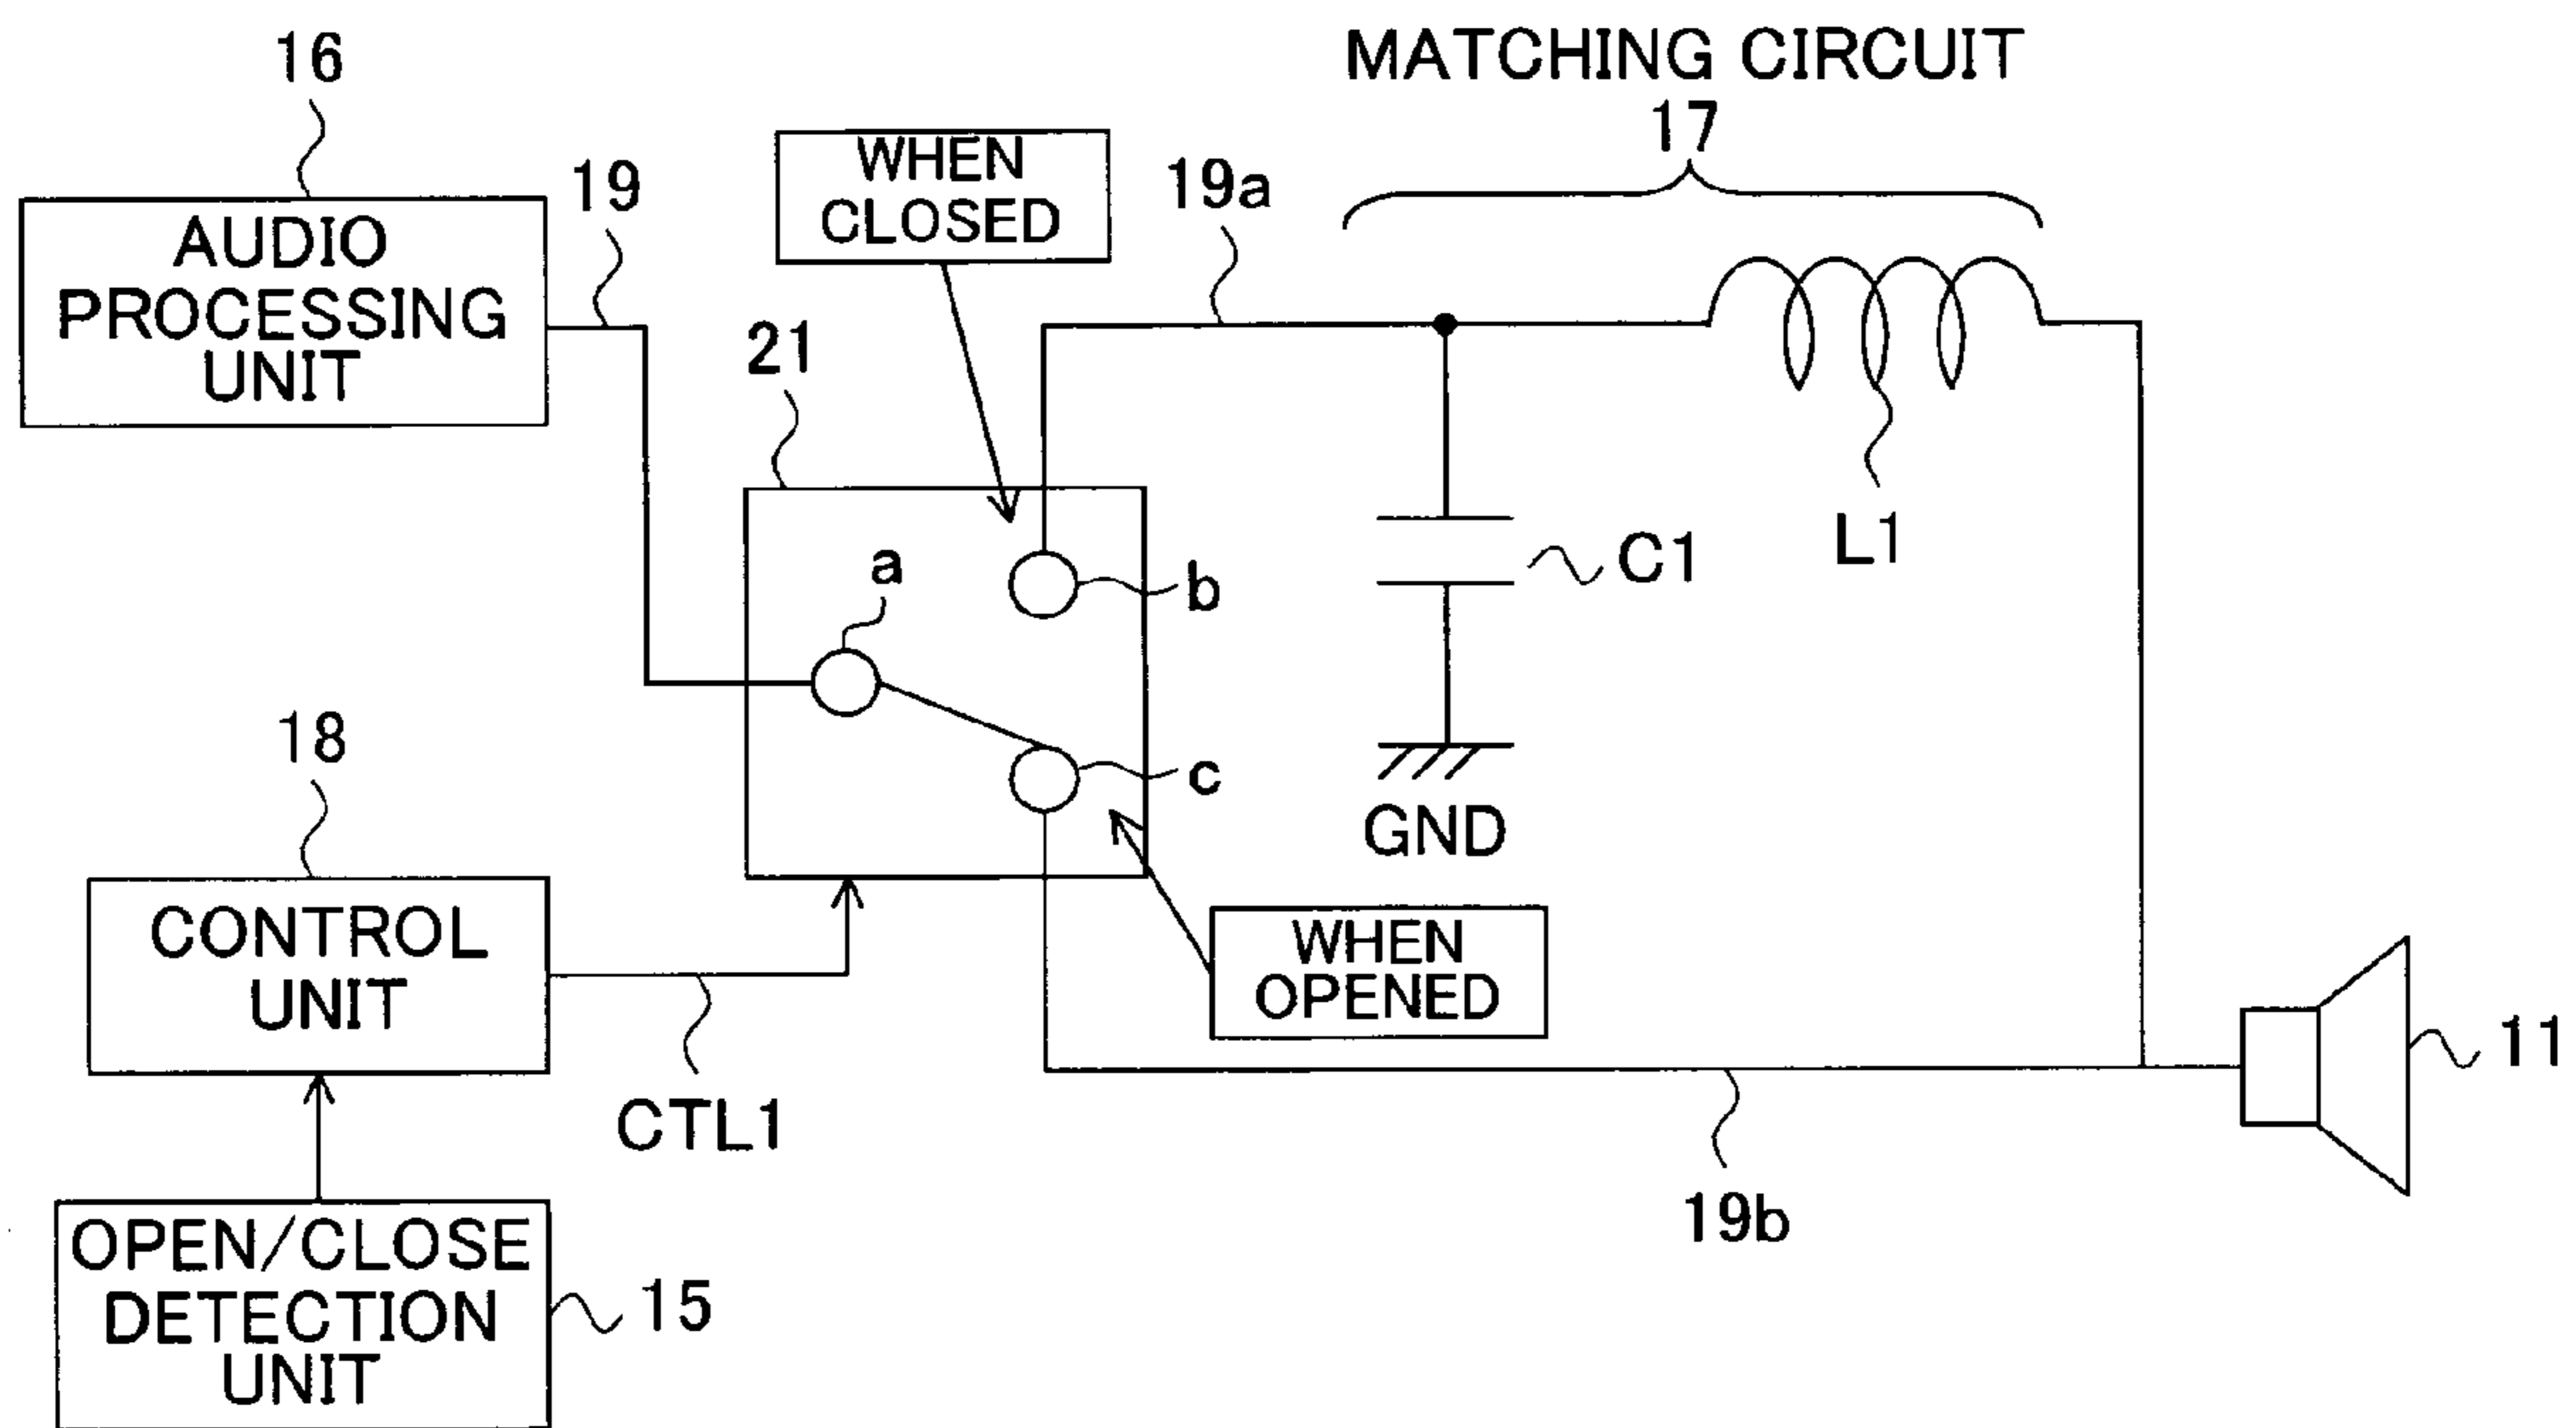 MATCHING CIRCUIT
17
16
AUDIO
PROCESSING
UNIT
19
WHEN
CLOSED
19a
21
L1
C1
a
b
c
GND
18
CONTROL
UNIT
CTL1
WHEN
OPENED
11
19b
OPEN/CLOSE
DETECTION
UNIT
15